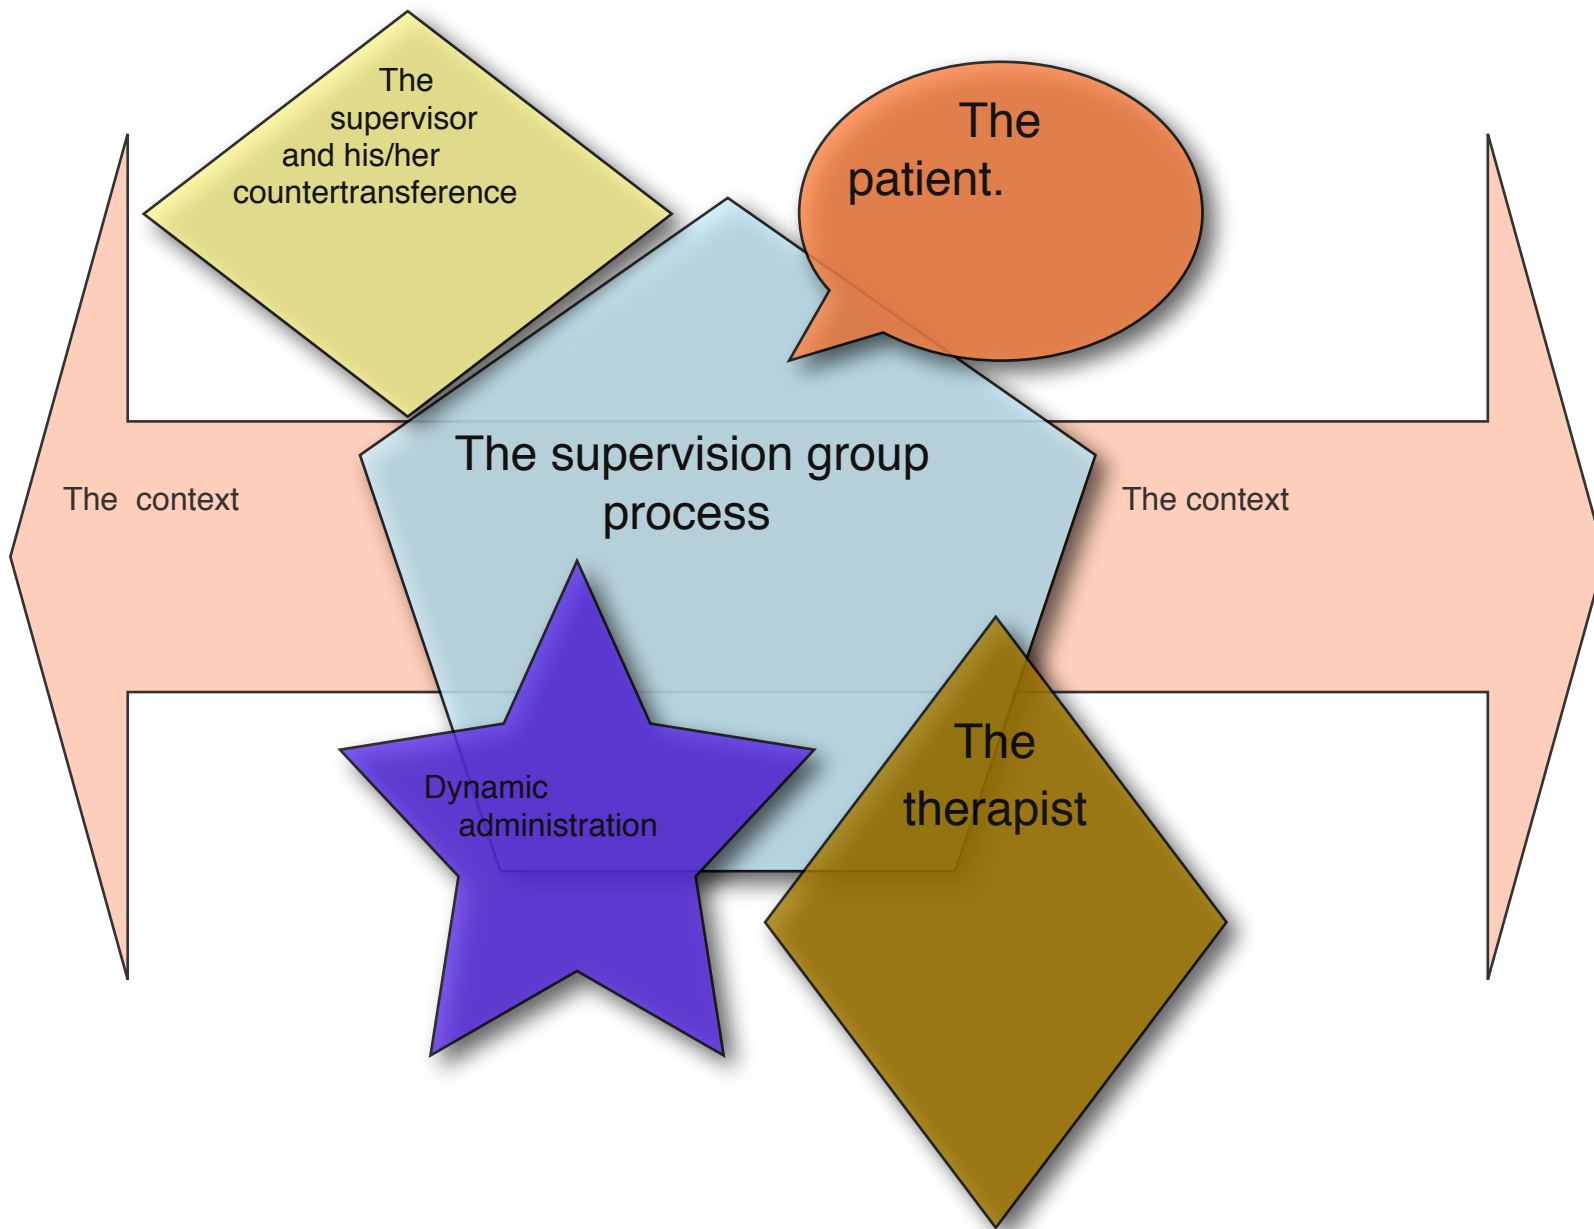 The
supervisor
and his/her
countertransference
The
patient.
The supervision group
process
The  context
The context
Dynamic
administration
The
therapist